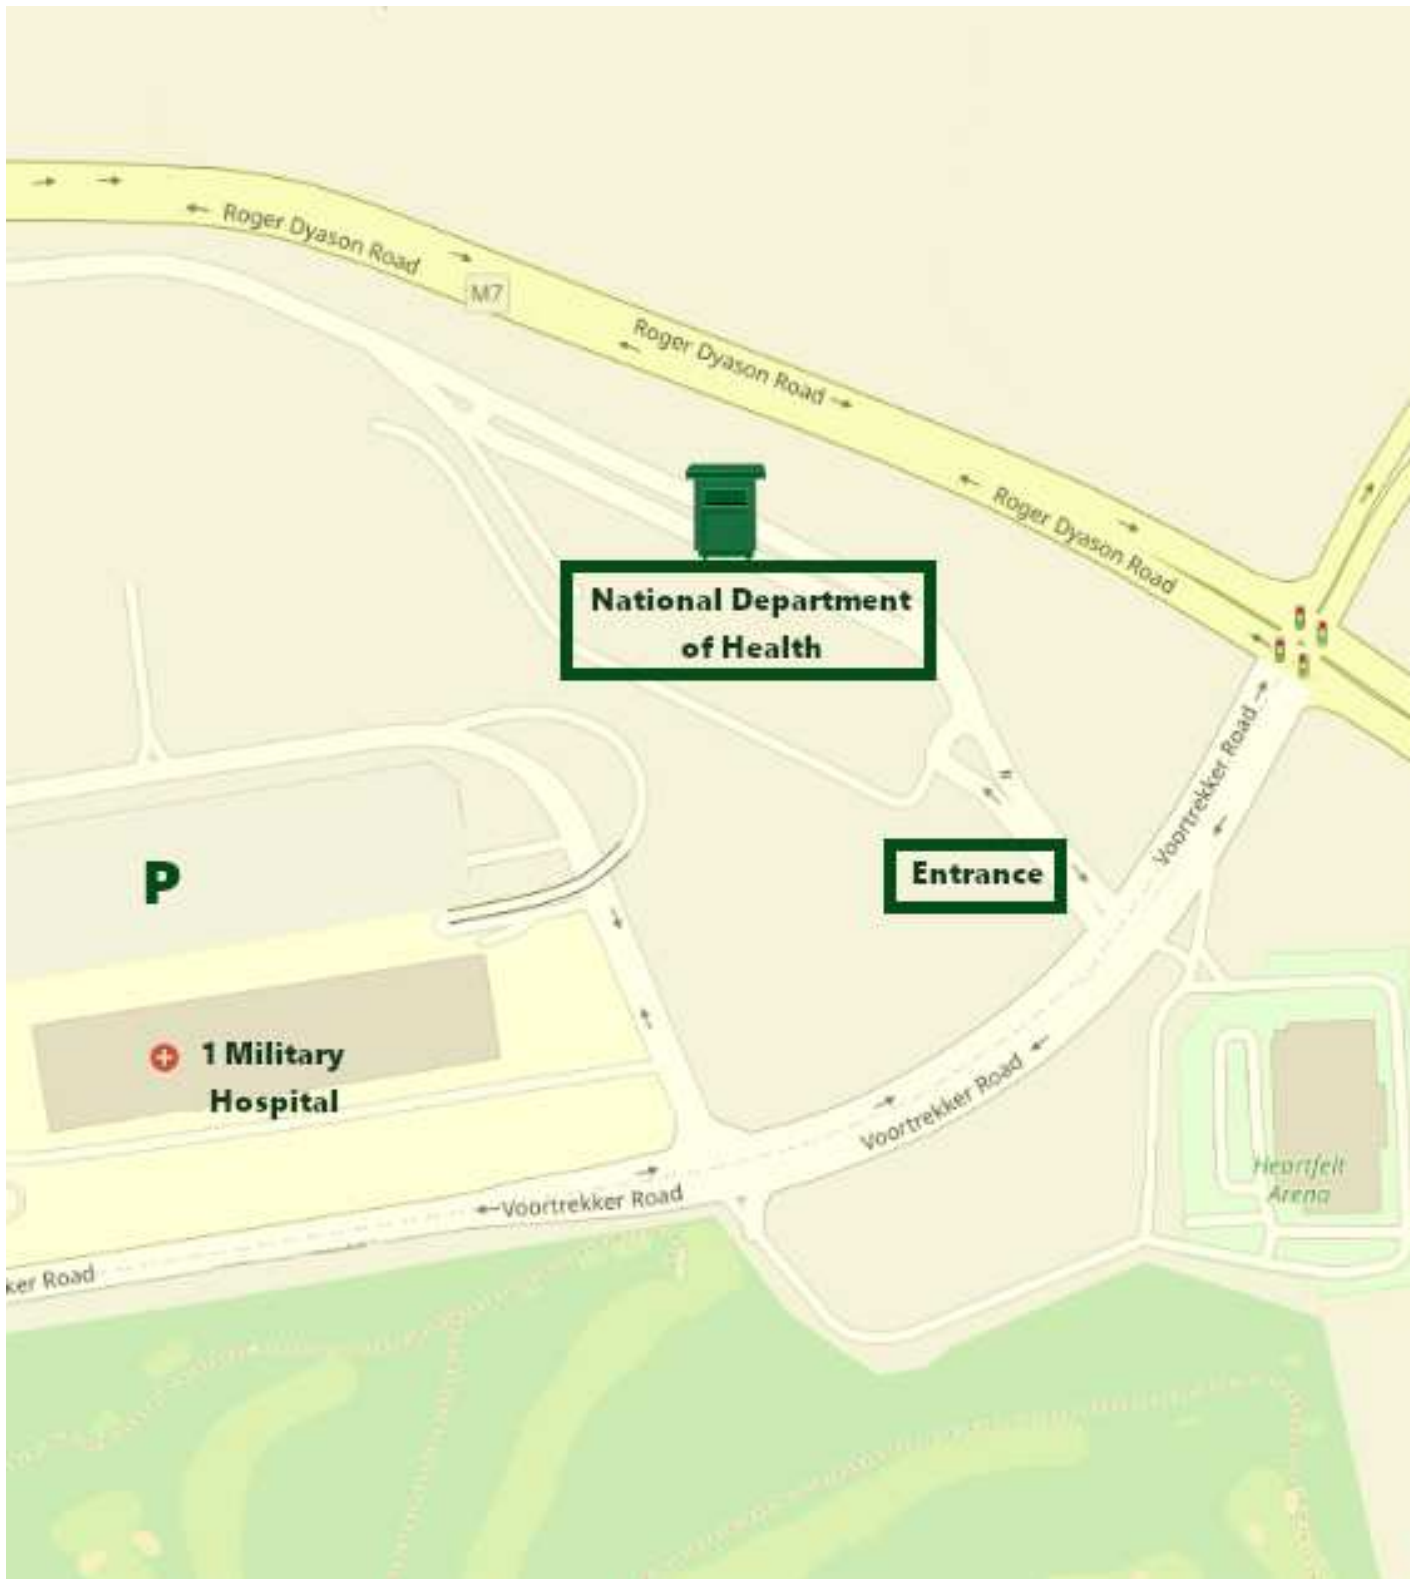 Roger Dyason Road
M7
Roger Dyason Road
Roger Dyason Road
National Department
of Health
Voortrekker Road
Entrance
P
1 Military
Hospital
Voortrekker Road
Heartfelt
Arena
Voortrekker Road
ker Road